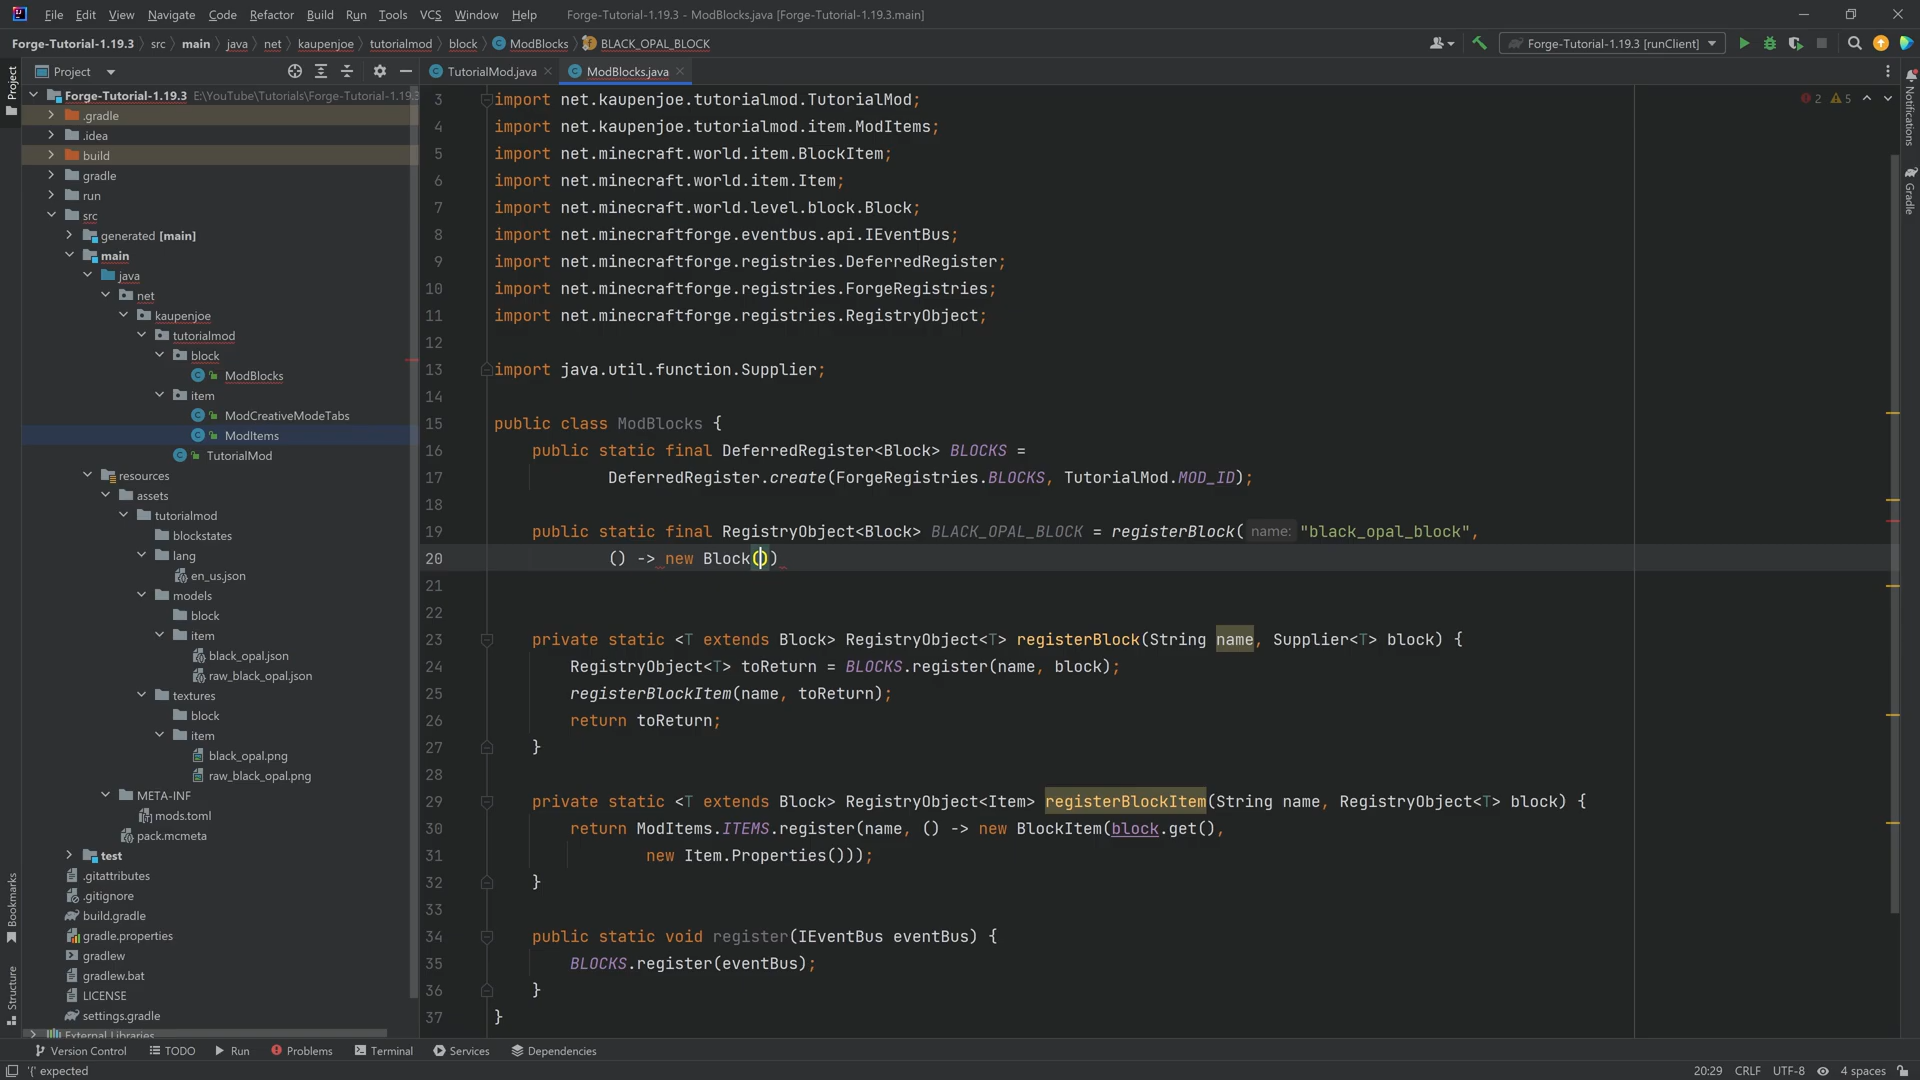 File Edit View Navigate Code Refactor Build Run Tools VCS Window Help Forge-Tutorial-1.19.3 - ModBlocks.java [Forge-Tutorial-1.19.3.main]
Forge-Tutorial-1.19.3 src main java net kaupenjoe tutorialmod block ModBlocks BLACK_OPAL_BLOCK Forge-Tutorial-1.19.3 [runClient]
Project
TutorialMod.java ModBlocks.java
Forge-Tutorial-1.19.3 E:\YouTube\Tutorials\Forge-Tutorial-1.19.3
.gradle
.idea
build
gradle
run
src
generated [main]
main
java
net
kaupenjoe
tutorialmod
block
ModBlocks
item
ModCreativeModeTabs
ModItems
TutorialMod
resources
assets
tutorialmod
blockstates
lang
en_us.json
models
block
item
black_opal.json
raw_black_opal.json
textures
block
item
black_opal.png
raw_black_opal.png
META-INF
mods.toml
pack.mcmeta
test
.gitattributes
.gitignore
build.gradle
gradle.properties
gradlew
gradlew.bat
LICENSE
settings.gradle
External Libraries
Project
Bookmarks
Structure
3 import net.kaupenjoe.tutorialmod.TutorialMod;
4 import net.kaupenjoe.tutorialmod.item.ModItems;
5 import net.minecraft.world.item.BlockItem;
6 import net.minecraft.world.item.Item;
7 import net.minecraft.world.level.block.Block;
8 import net.minecraftforge.eventbus.api.IEventBus;
9 import net.minecraftforge.registries.DeferredRegister;
10 import net.minecraftforge.registries.ForgeRegistries;
11 import net.minecraftforge.registries.RegistryObject;
12
13 import java.util.function.Supplier;
14
15 public class ModBlocks {
16 public static final DeferredRegister<Block> BLOCKS =
17 DeferredRegister.create(ForgeRegistries.BLOCKS, TutorialMod.MOD_ID);
18
19 public static final RegistryObject<Block> BLACK_OPAL_BLOCK = registerBlock( name: "black_opal_block",
20 () -> new Block())
21
22
23 private static <T extends Block> RegistryObject<T> registerBlock(String name, Supplier<T> block) {
24 RegistryObject<T> toReturn = BLOCKS.register(name, block);
25 registerBlockItem(name, toReturn);
26 return toReturn;
27 }
28
29 private static <T extends Block> RegistryObject<Item> registerBlockItem(String name, RegistryObject<T> block) {
30 return ModItems.ITEMS.register(name, () -> new BlockItem(block.get(),
31 new Item.Properties()));
32 }
33
34 public static void register(IEventBus eventBus) {
35 BLOCKS.register(eventBus);
36 }
37 }
2 5
Notifications
Gradle
Version Control TODO Run Problems Terminal Services Dependencies
'{' expected 20:29 CRLF UTF-8 4 spaces